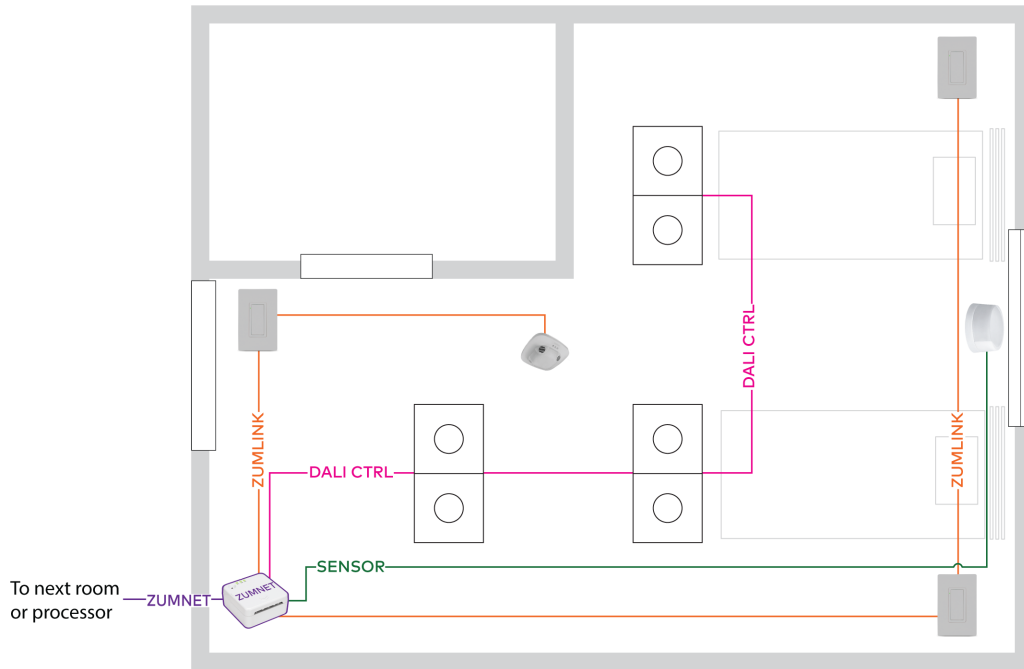 DALI CTRL
ZUMLINK
DALI CTRL
ZUMLINK
SENSOR
To next room
or processor
ZUMNET
ZUMNET